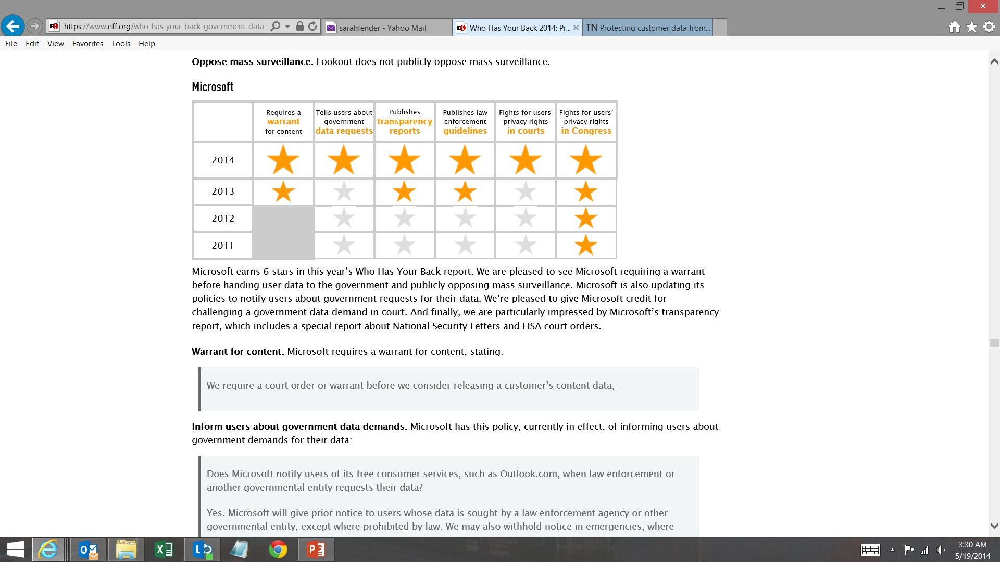 https://www.eff.org/who-has-your-back-government-data-
sarahfender - Yahoo Mail
Who Has Your Back 2014: Pr...
TN Protecting customer data from...
File Edit View Favorites Tools Help
Oppose mass surveillance. Lookout does not publicly oppose mass surveillance.
Microsoft
Requires a warrant for content
Tells users about government data requests
Publishes transparency reports
Publishes law enforcement guidelines
Fights for users' privacy rights in courts
Fights for users’ privacy rights in Congress
2014
2013
2012
2011
Microsoft earns 6 stars in this year’s Who Has Your Back report. We are pleased to see Microsoft requiring a warrant
before handing user data to the government and publicly opposing mass surveillance. Microsoft is also updating its
policies to notify users about government requests for their data. We’re pleased to give Microsoft credit for
challenging a government data demand in court. And finally, we are particularly impressed by Microsoft’s transparency
report, which includes a special report about National Security Letters and FISA court orders.
Warrant for content. Microsoft requires a warrant for content, stating:
We require a court order or warrant before we consider releasing a customer’s content data;
Inform users about government data demands. Microsoft has this policy, currently in effect, of informing users about
government demands for their data:
Does Microsoft notify users of its free consumer services, such as Outlook.com, when law enforcement or
another governmental entity requests their data?
Yes. Microsoft will give prior notice to users whose data is sought by a law enforcement agency or other
governmental entity, except where prohibited by law. We may also withhold notice in emergencies, where
3:30 AM
5/19/2014